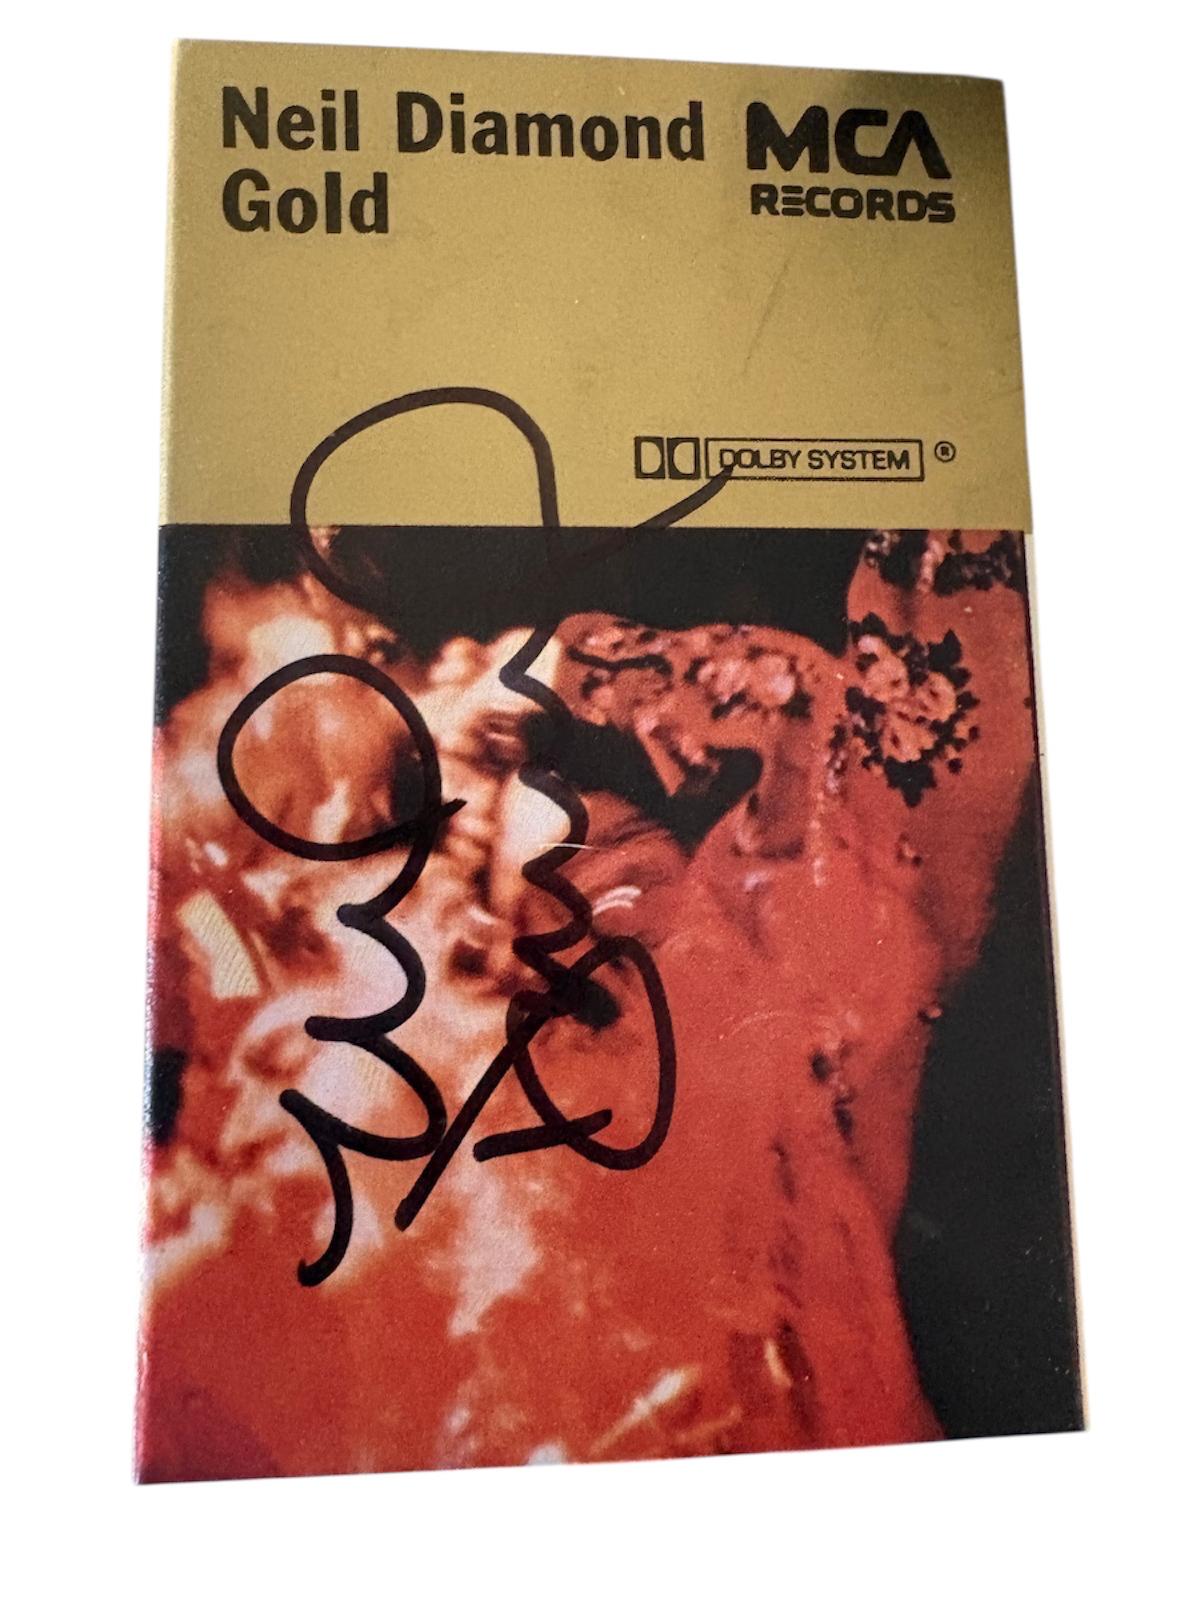 Neil Diamond
Gold
MCA
RECORDS
DOLBY SYSTEM ®